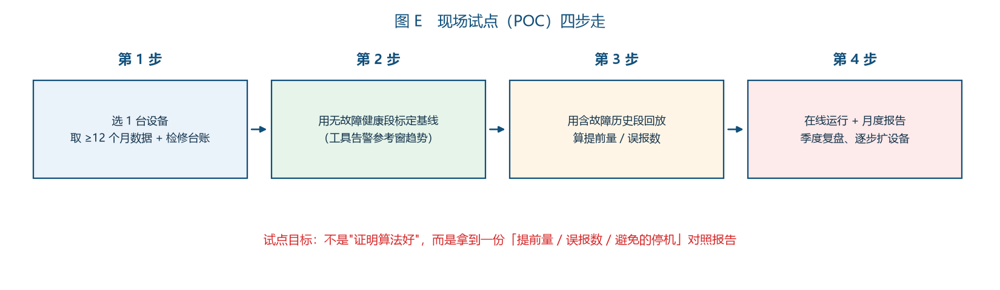 图 E　现场试点（POC）四步走
第 1 步
选 1 台设备
取 ≥12 个月数据 + 检修台账
第 2 步
用无故障健康段标定基线
（工具告警参考窗趋势）
第 3 步
用含故障历史段回放
算提前量 / 误报数
第 4 步
在线运行 + 月度报告
季度复盘、逐步扩设备
试点目标：不是"证明算法好"，而是拿到一份「提前量 / 误报数 / 避免的停机」对照报告